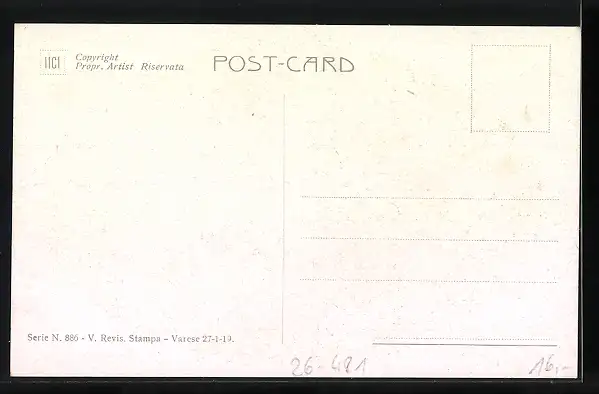 IICI
Copyright
Propr. Artist Riservata
POST-CARD
Serie N. 886 - V. Revis. Stampa - Varese 27-1-19.
26-481
16,-